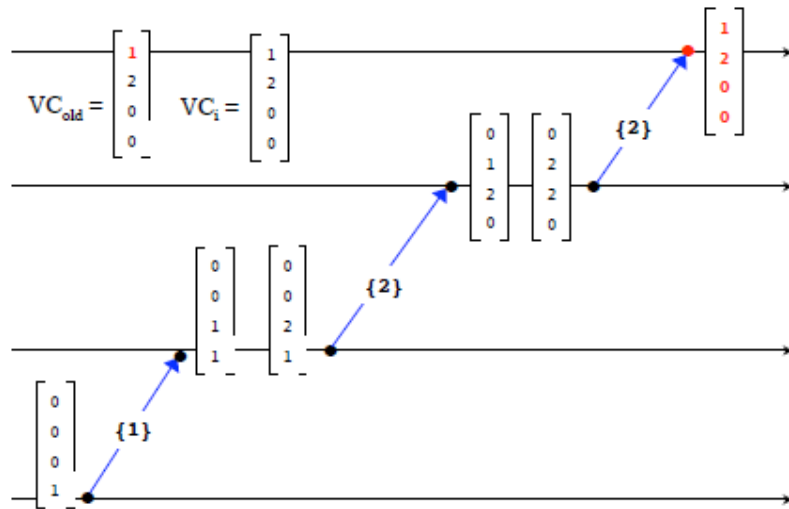 VC_old = [1 2 0 0]
VC_i = [1 2 0 0]
[1 2 0 0]
{2}
[0 1 2 0]
[0 2 2 0]
{2}
[0 0 1 1]
[0 0 2 1]
{1}
[0 0 0 1]